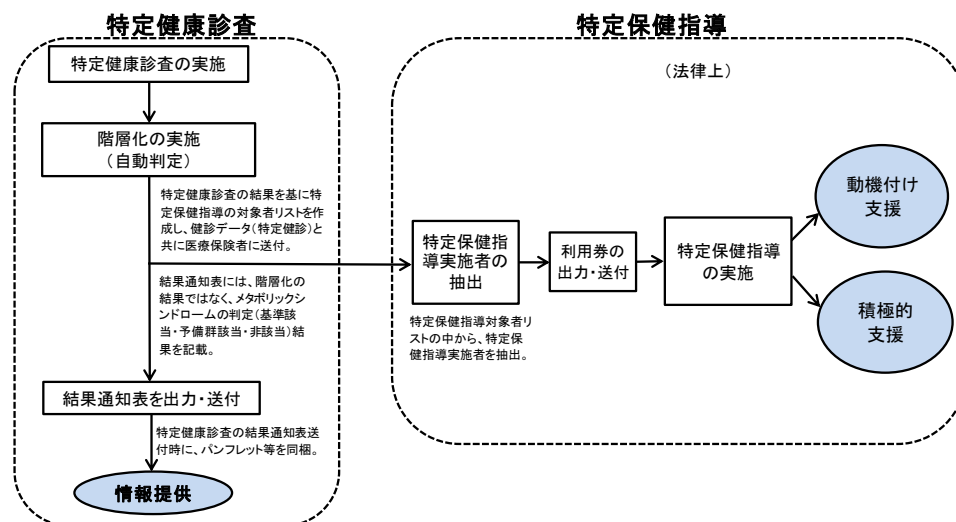 特定健康診査
特定健康診査の実施
階層化の実施
（自動判定）
特定健康診査の結果を基に特
定保健指導の対象者リストを作
成し、健診データ（特定健診）と
共に医療保険者に送付。
結果通知表には、階層化の
結果ではなく、メタボリックシ
ンドロームの判定（基準該
当・予備群該当・非該当）結
果を記載。
結果通知表を出力・送付
特定健康診査の結果通知表送
付時に、パンフレット等を同梱。
情報提供
特定保健指導
（法律上）
特定保健指
導実施者の
抽出
特定保健指導対象者リ
ストの中から、特定保
健指導実施者を抽出。
利用券の
出力・送付
特定保健指導
の実施
動機付け
支援
積極的
支援